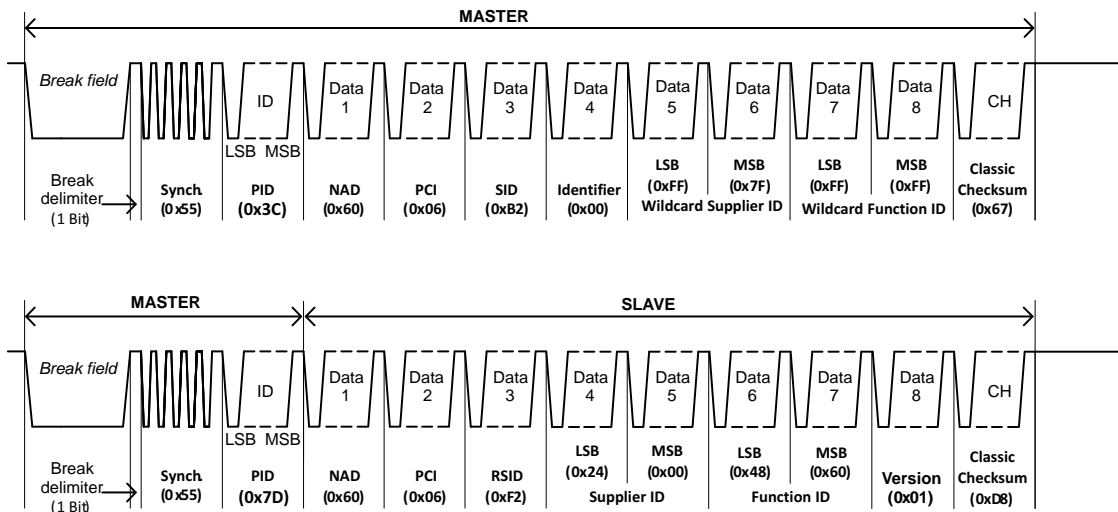 MASTER
Break field
ID
Data 1
Data 2
Data 3
Data 4
Data 5
Data 6
Data 7
Data 8
CH
LSB MSB
Break delimiter (1 Bit)
Synch. (0x55)
PID (0x3C)
NAD (0x60)
PCI (0x06)
SID (0xB2)
Identifier (0x00)
LSB (0xFF)
MSB (0x7F)
Wildcard Supplier ID
LSB (0xFF)
MSB (0xFF)
Wildcard Function ID
Classic Checksum (0x67)
MASTER
SLAVE
Break field
ID
Data 1
Data 2
Data 3
Data 4
Data 5
Data 6
Data 7
Data 8
CH
LSB MSB
Break delimiter (1 Bit)
Synch. (0x55)
PID (0x7D)
NAD (0x60)
PCI (0x06)
RSID (0xF2)
LSB (0x24)
MSB (0x00)
Supplier ID
LSB (0x48)
MSB (0x60)
Function ID
Version (0x01)
Classic Checksum (0xD8)